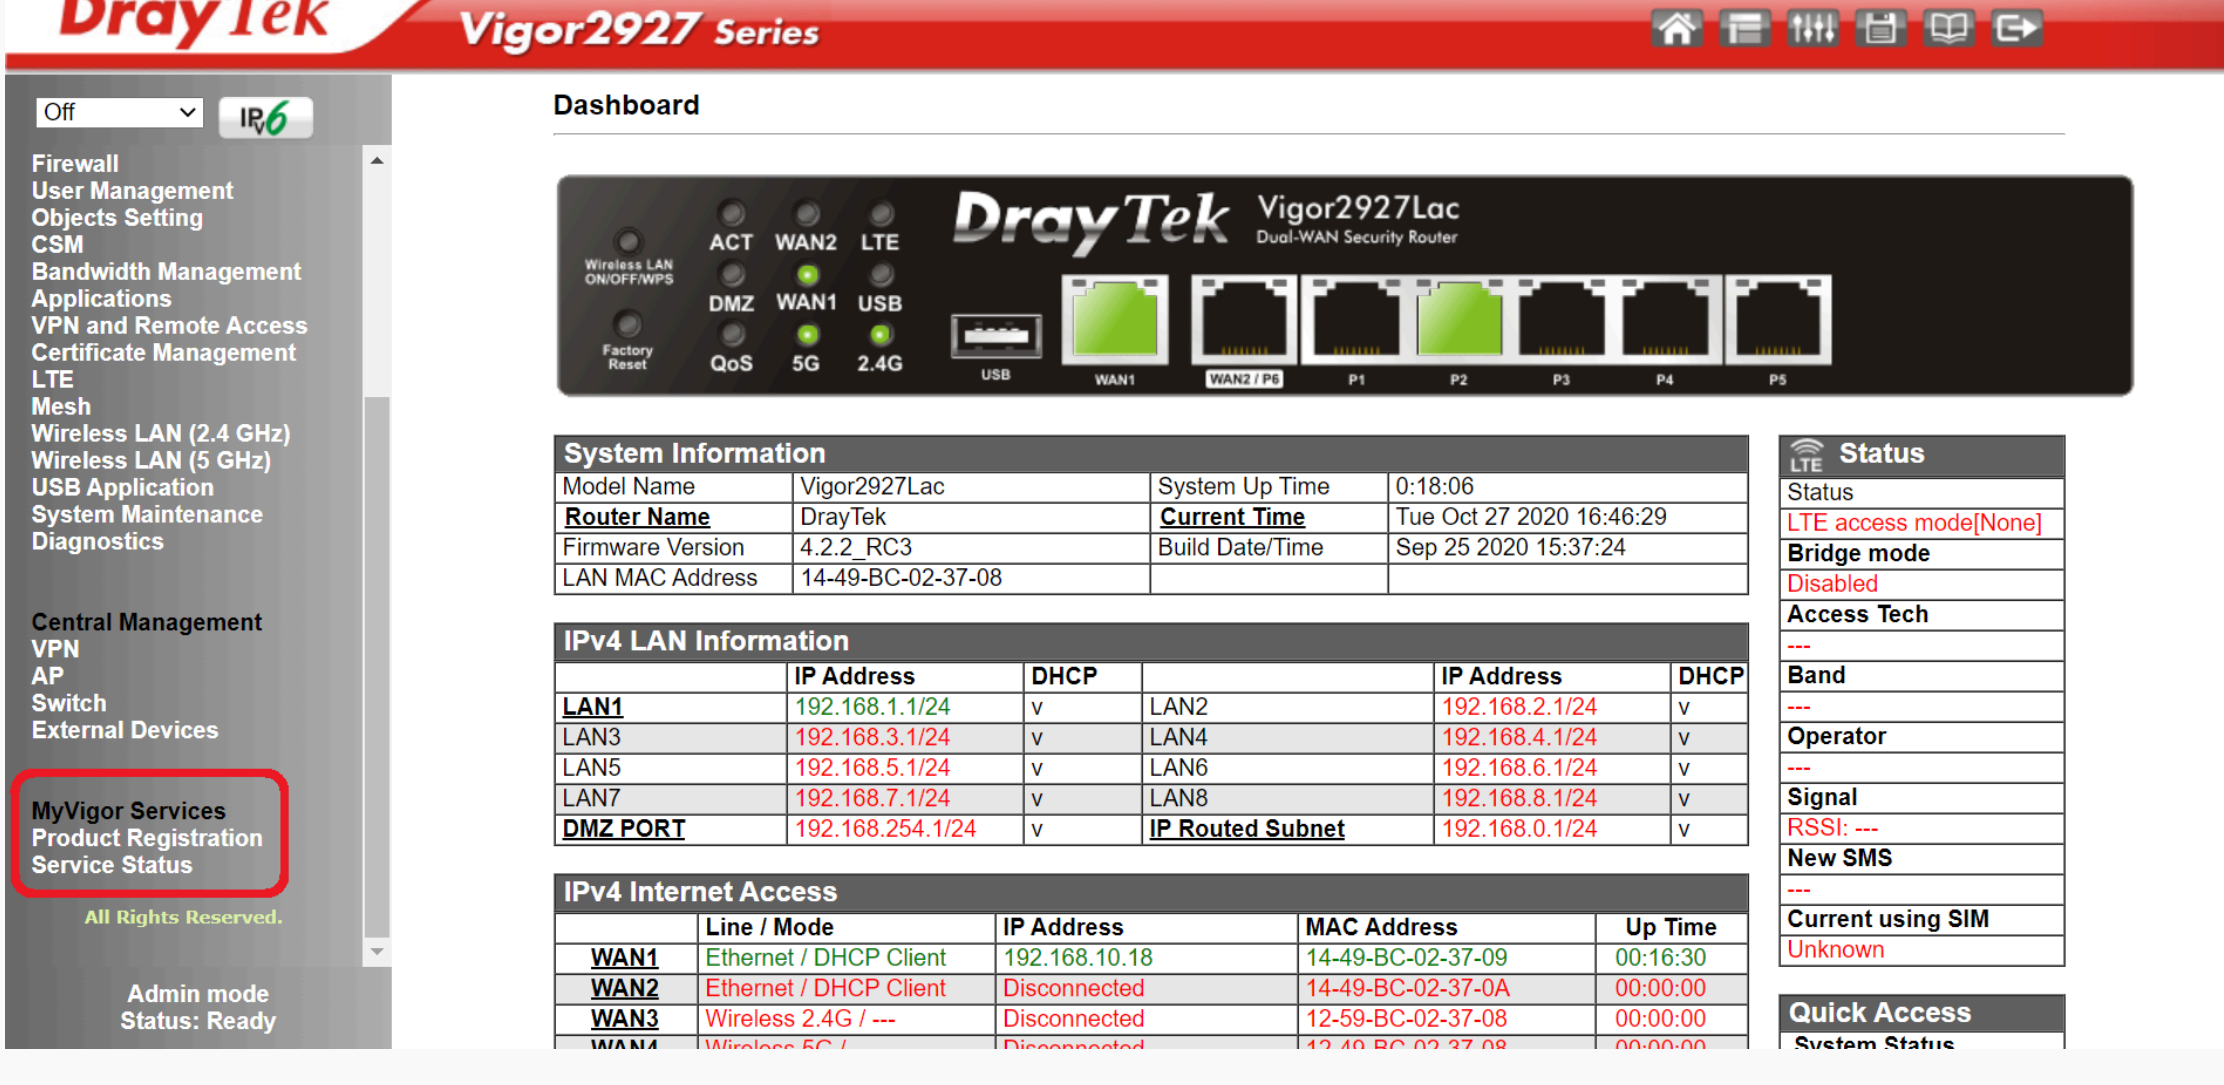 DrayTek Vigor2927 Series
Off IPv6
Firewall
User Management
Objects Setting
CSM
Bandwidth Management
Applications
VPN and Remote Access
Certificate Management
LTE
Mesh
Wireless LAN (2.4 GHz)
Wireless LAN (5 GHz)
USB Application
System Maintenance
Diagnostics
Central Management
VPN
AP
Switch
External Devices
MyVigor Services
Product Registration
Service Status
All Rights Reserved.
Admin mode
Status: Ready
Dashboard
DrayTek Vigor2927Lac
Dual-WAN Security Router
Wireless LAN
ON/OFF/WPS
Factory
Reset
ACT WAN2 LTE
DMZ WAN1 USB
QoS 5G 2.4G
USB WAN1 WAN2 / P6 P1 P2 P3 P4 P5
System Information
Model Name Vigor2927Lac System Up Time 0:18:06
Router Name DrayTek Current Time Tue Oct 27 2020 16:46:29
Firmware Version 4.2.2_RC3 Build Date/Time Sep 25 2020 15:37:24
LAN MAC Address 14-49-BC-02-37-08
IPv4 LAN Information
IP Address DHCP IP Address DHCP
LAN1 192.168.1.1/24 v LAN2 192.168.2.1/24 v
LAN3 192.168.3.1/24 v LAN4 192.168.4.1/24 v
LAN5 192.168.5.1/24 v LAN6 192.168.6.1/24 v
LAN7 192.168.7.1/24 v LAN8 192.168.8.1/24 v
DMZ PORT 192.168.254.1/24 v IP Routed Subnet 192.168.0.1/24 v
IPv4 Internet Access
Line / Mode IP Address MAC Address Up Time
WAN1 Ethernet / DHCP Client 192.168.10.18 14-49-BC-02-37-09 00:16:30
WAN2 Ethernet / DHCP Client Disconnected 14-49-BC-02-37-0A 00:00:00
WAN3 Wireless 2.4G / --- Disconnected 12-59-BC-02-37-08 00:00:00
WAN4 Wireless 5G / Disconnected 12-49-BC-02-37-08 00:00:00
LTE Status
Status
LTE access mode[None]
Bridge mode
Disabled
Access Tech
---
Band
---
Operator
---
Signal
RSSI: ---
New SMS
---
Current using SIM
Unknown
Quick Access
System Status